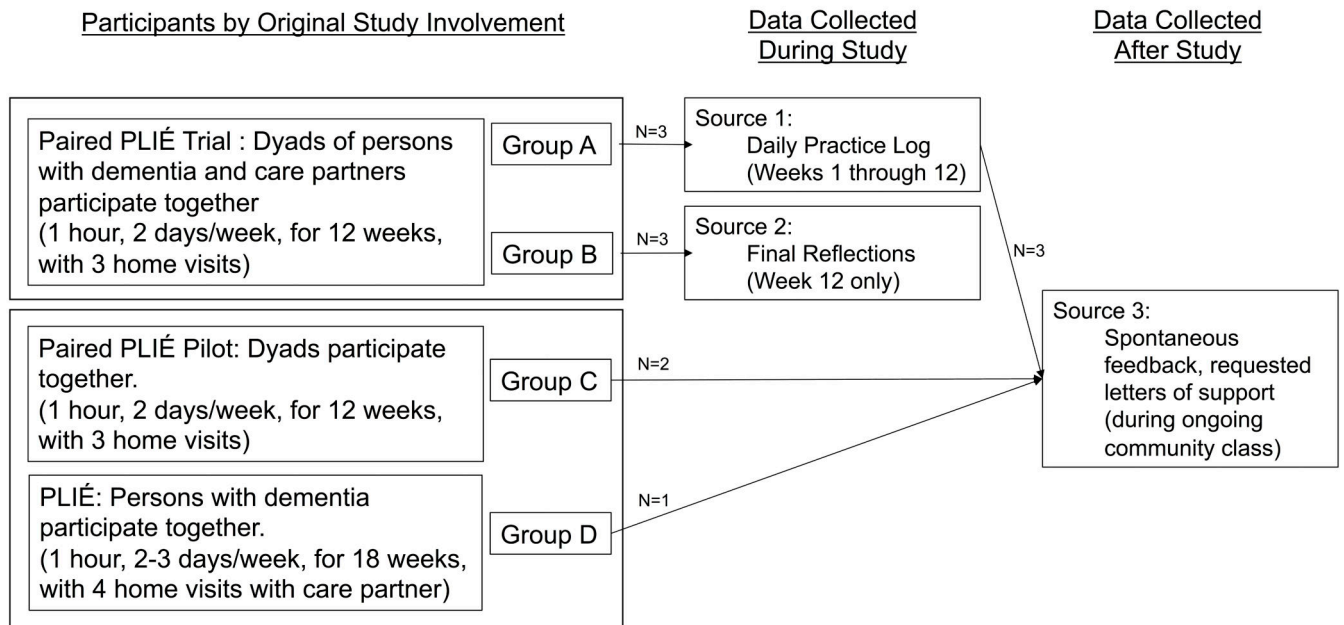 Participants by Original Study Involvement
Data Collected
During Study
Data Collected
After Study
Paired PLIÉ Trial : Dyads of persons
with dementia and care partners
participate together
(1 hour, 2 days/week, for 12 weeks,
with 3 home visits)
Group A
N=3
Source 1:
Daily Practice Log
(Weeks 1 through 12)
Group B
N=3
Source 2:
Final Reflections
(Week 12 only)
N=3
Paired PLIÉ Pilot: Dyads participate
together.
(1 hour, 2 days/week, for 12 weeks,
with 3 home visits)
Group C
N=2
Source 3:
Spontaneous
feedback, requested
letters of support
(during ongoing
community class)
PLIÉ: Persons with dementia
participate together.
(1 hour, 2-3 days/week, for 18 weeks,
with 4 home visits with care partner)
Group D
N=1